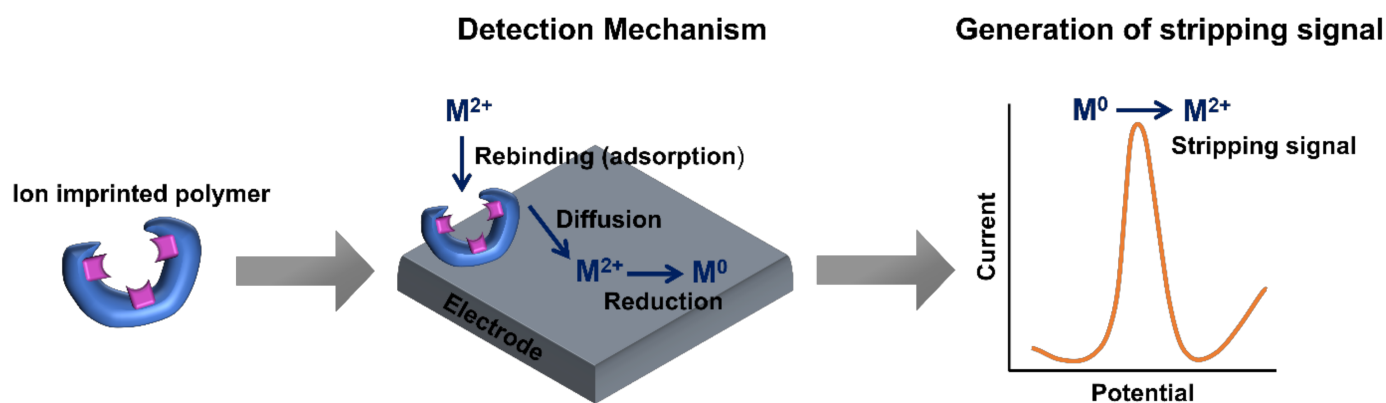 Detection Mechanism
Generation of stripping signal
Ion imprinted polymer
M²⁺
Rebinding (adsorption)
Diffusion
M²⁺ → M⁰
Reduction
Electrode
M⁰ → M²⁺
Stripping signal
Current
Potential